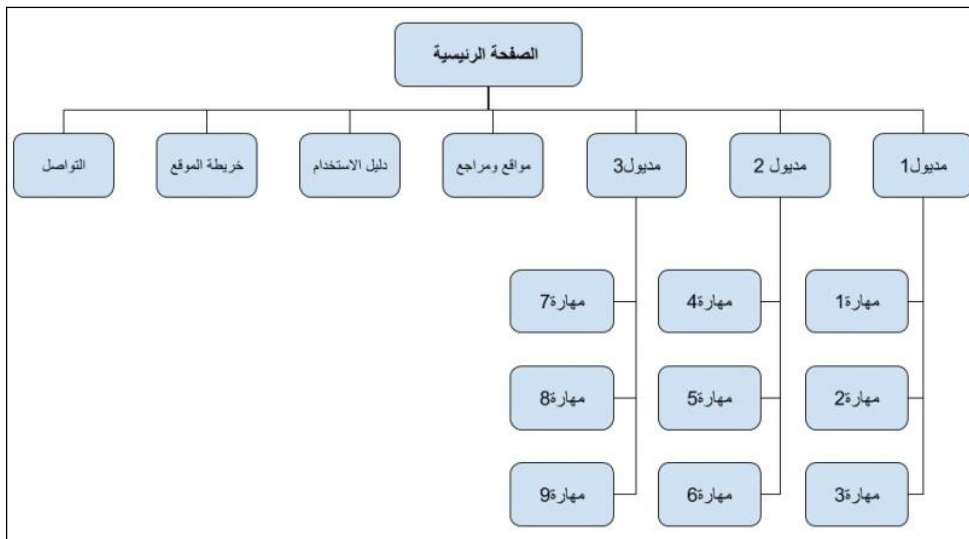 الصفحة الرئيسية
مديول1
مديول 2
مديول3
مواقع ومراجع
دليل الاستخدام
خريطة الموقع
التواصل
مهارة1
مهارة4
مهارة7
مهارة2
مهارة5
مهارة8
مهارة3
مهارة6
مهارة9